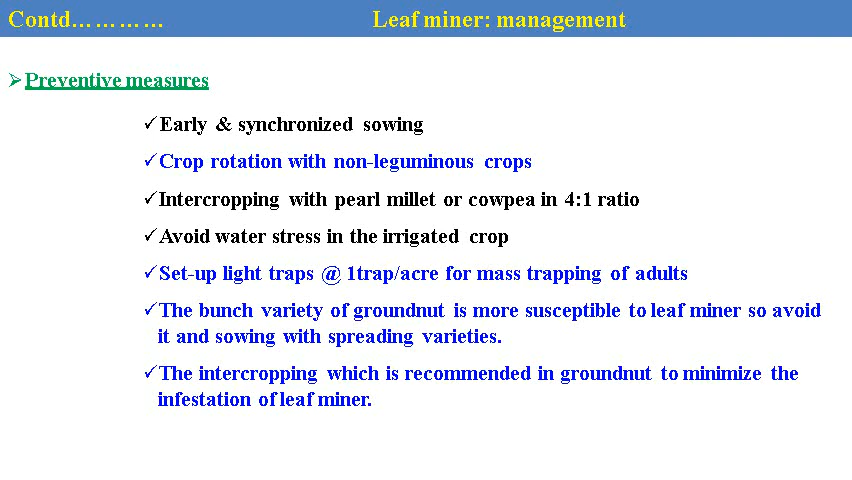 Contd………… Leaf miner: management
➢Preventive measures
✓Early & synchronized sowing
✓Crop rotation with non-leguminous crops
✓Intercropping with pearl millet or cowpea in 4:1 ratio
✓Avoid water stress in the irrigated crop
✓Set-up light traps @ 1trap/acre for mass trapping of adults
✓The bunch variety of groundnut is more susceptible to leaf miner so avoid
it and sowing with spreading varieties.
✓The intercropping which is recommended in groundnut to minimize the
infestation of leaf miner.